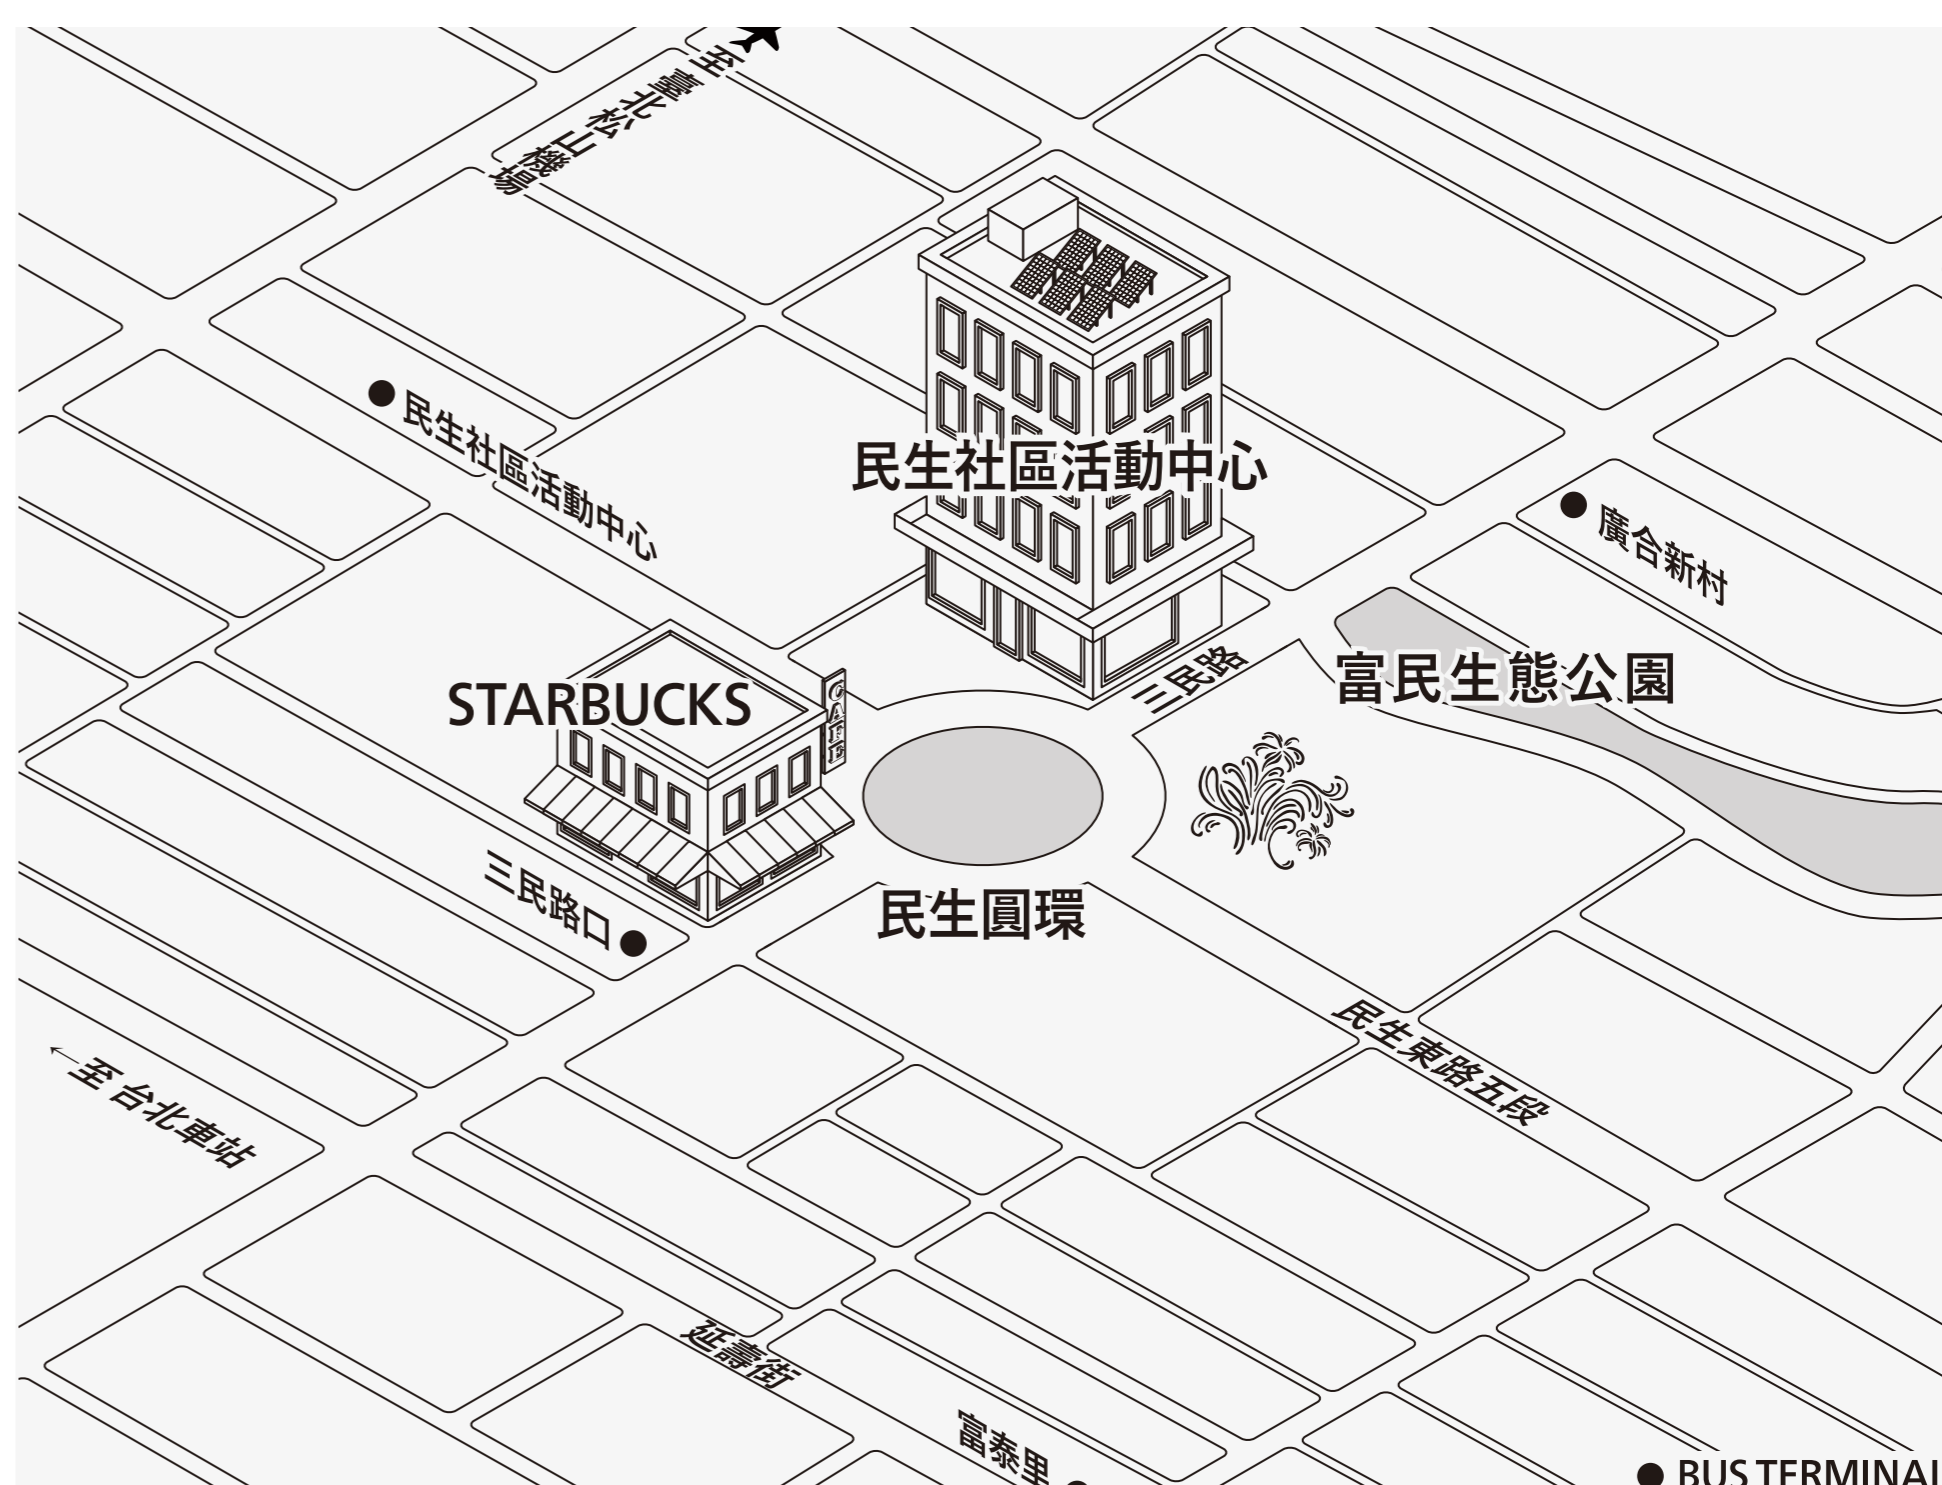 至臺北松山機場
民生社區活動中心
民生社區活動中心
廣合新村
三民路
富民生態公園
STARBUCKS
CAFE
三民路口
民生圓環
民生東路五段
←至 台北車站
延壽街
富泰里
BUS TERMINAL